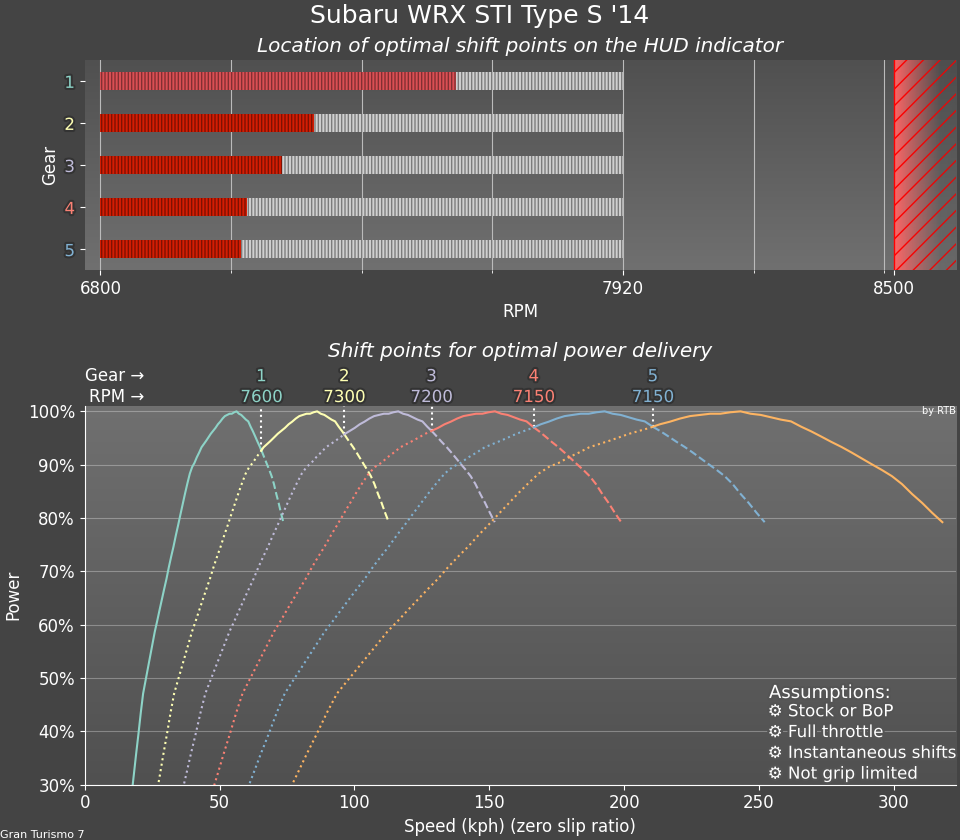 Subaru WRX STI Type S '14
Location of optimal shift points on the HUD indicator
Gear
1
2
3
4
5
6800 7920 8500
RPM
Shift points for optimal power delivery
Gear → 1 2 3 4 5
RPM → 7600 7300 7200 7150 7150
by RTB
Power
100%
90%
80%
70%
60%
50%
40%
30%
Assumptions:
⚙ Stock or BoP
⚙ Full throttle
⚙ Instantaneous shifts
⚙ Not grip limited
0 50 100 150 200 250 300
Speed (kph) (zero slip ratio)
Gran Turismo 7